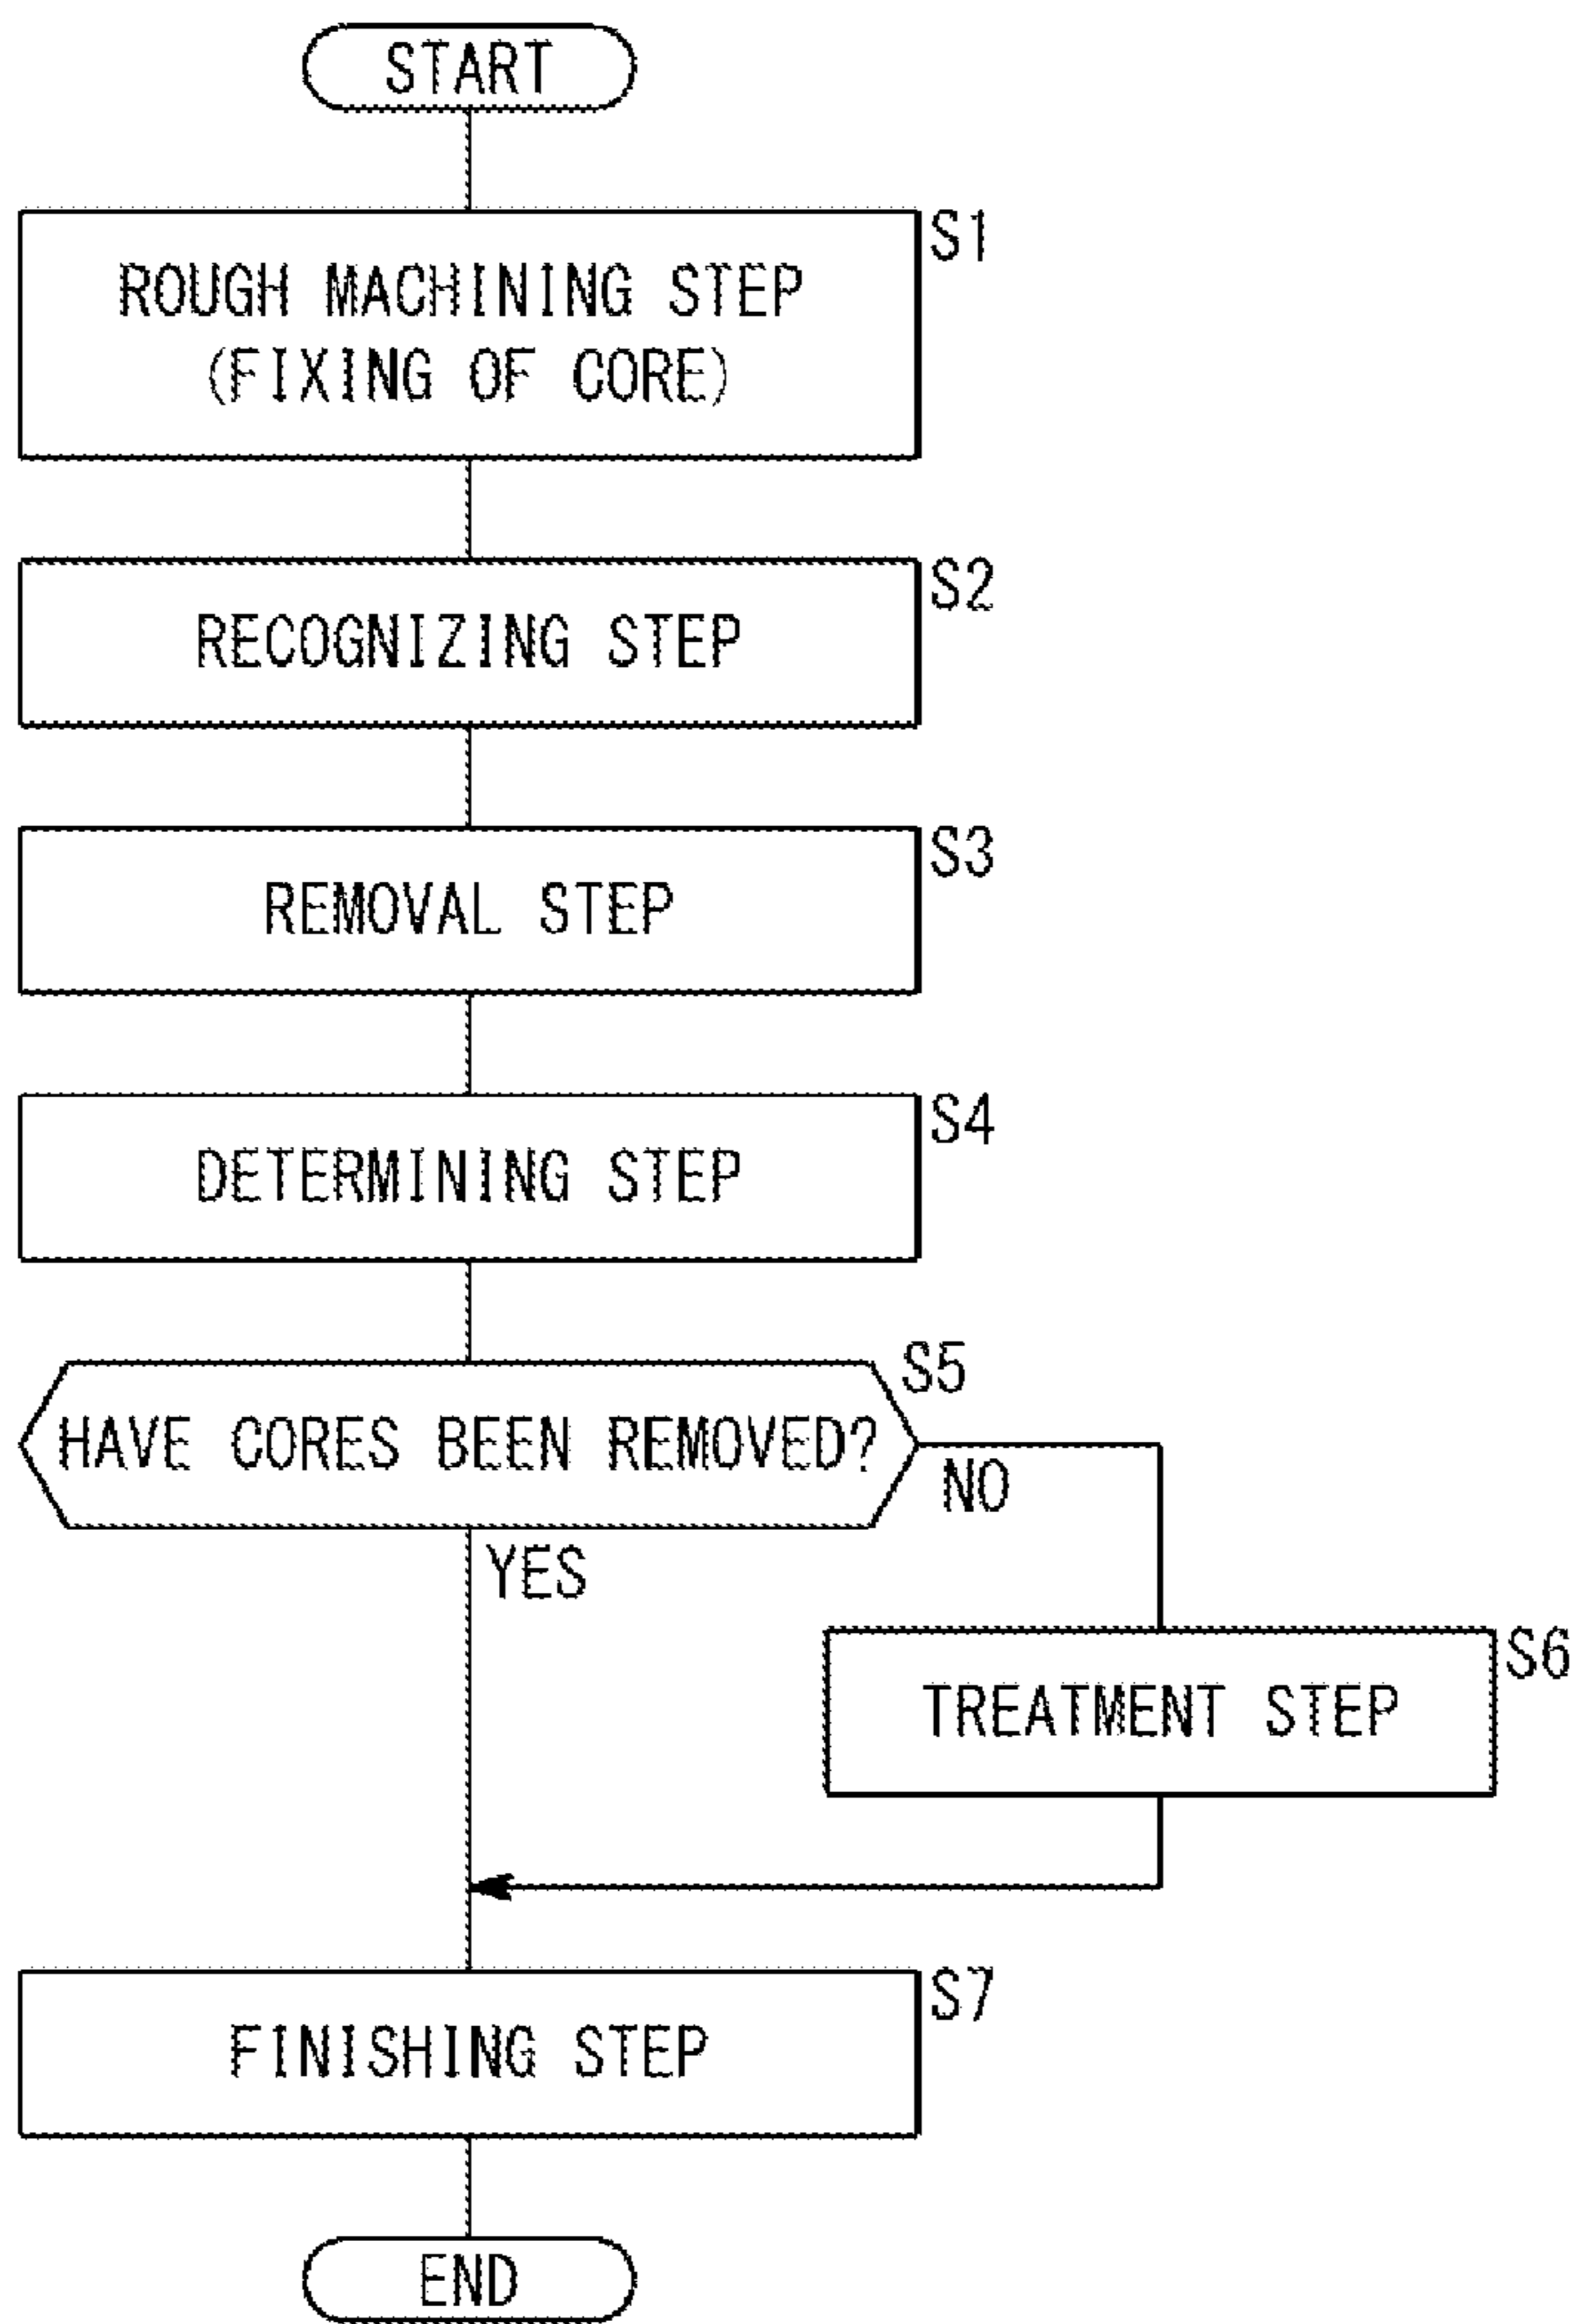 START
S1
ROUGH MACHINING STEP
(FIXING OF CORE)
S2
RECOGNIZING STEP
S3
REMOVAL STEP
S4
DETERMINING STEP
S5
HAVE CORES BEEN REMOVED?
NO
YES
S6
TREATMENT STEP
S7
FINISHING STEP
END